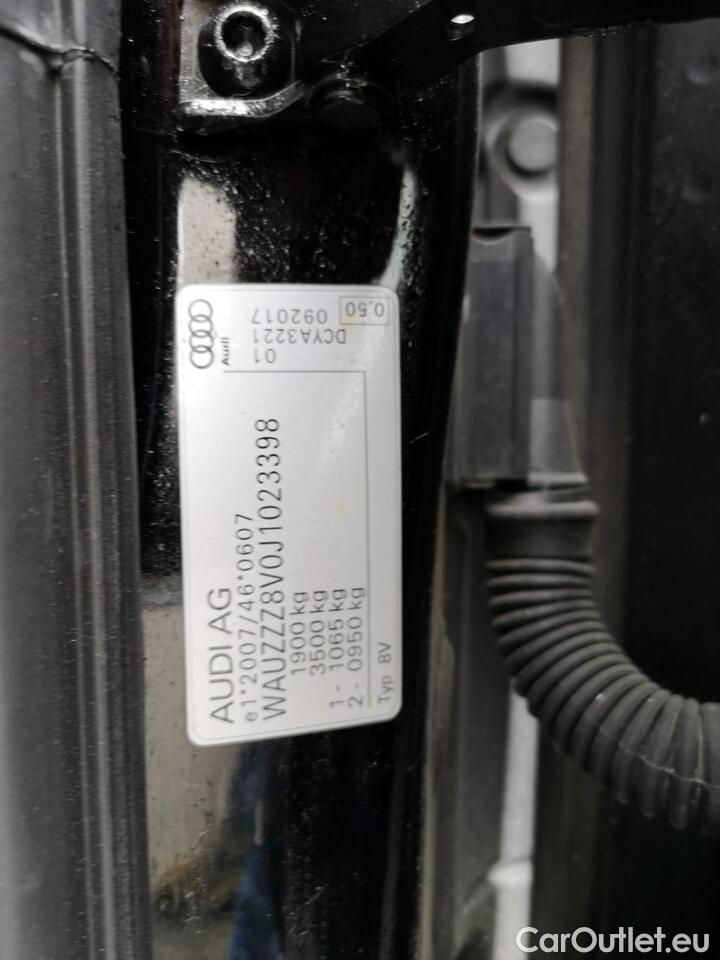 AUDI AG
e1*2007/46*0607
WAUZZZ8V0J1023398
1900 kg
3500 kg
1 - 1065 kg
2 - 0950 kg
Typ 8V
Audi
01
DCYA3221
092017
0.50
CarOutlet.eu